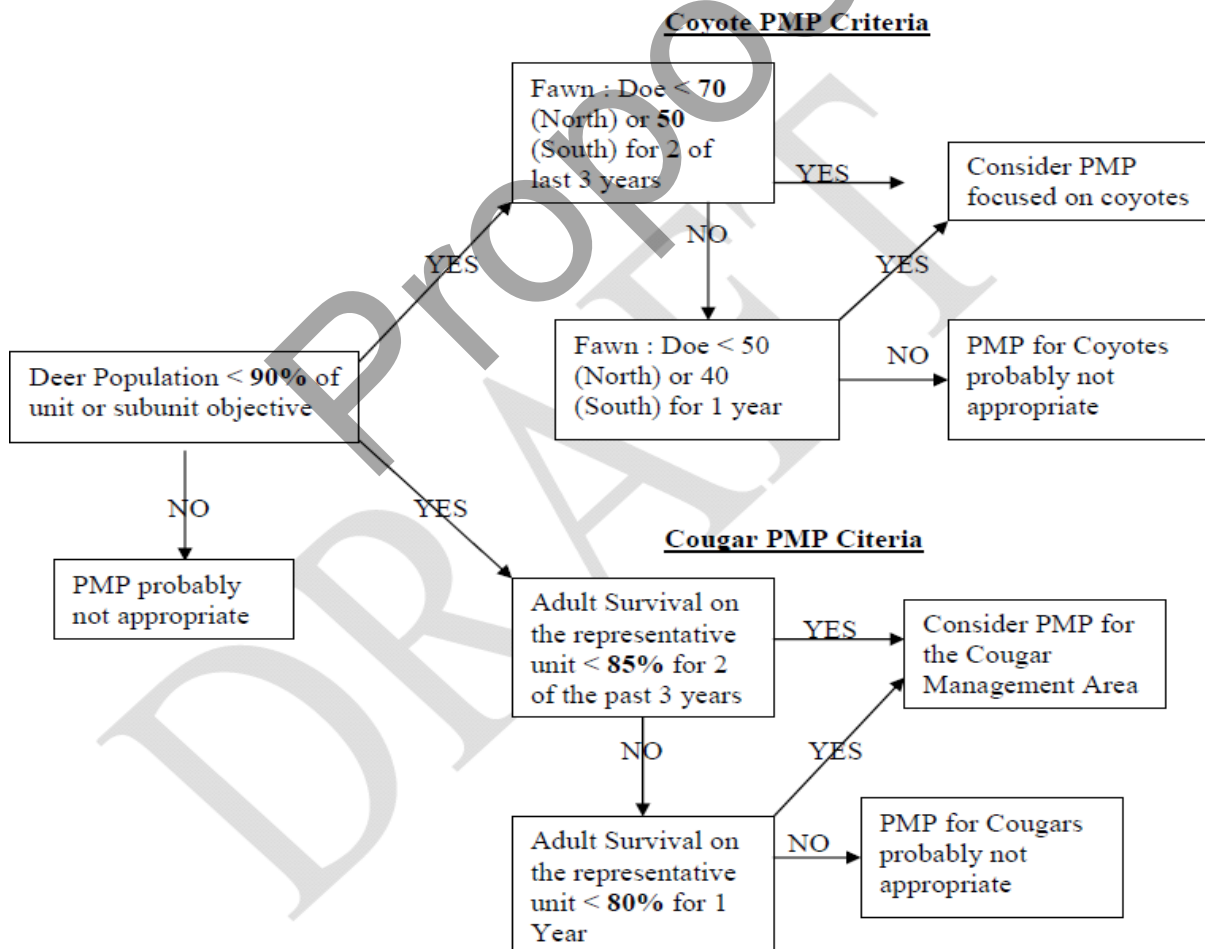 Coyote PMP Criteria
Fawn : Doe < 70
(North) or 50
(South) for 2 of
last 3 years
YES
Consider PMP
focused on coyotes
NO
YES
YES
Fawn : Doe < 50
(North) or 40
(South) for 1 year
NO
PMP for Coyotes
probably not
appropriate
Deer Population < 90% of
unit or subunit objective
NO
YES
PMP probably
not appropriate
Cougar PMP Citeria
Adult Survival on
the representative
unit < 85% for 2
of the past 3 years
YES
Consider PMP for
the Cougar
Management Area
NO
YES
Adult Survival on
the representative
unit < 80% for 1
Year
NO
PMP for Cougars
probably not
appropriate
DRAFT